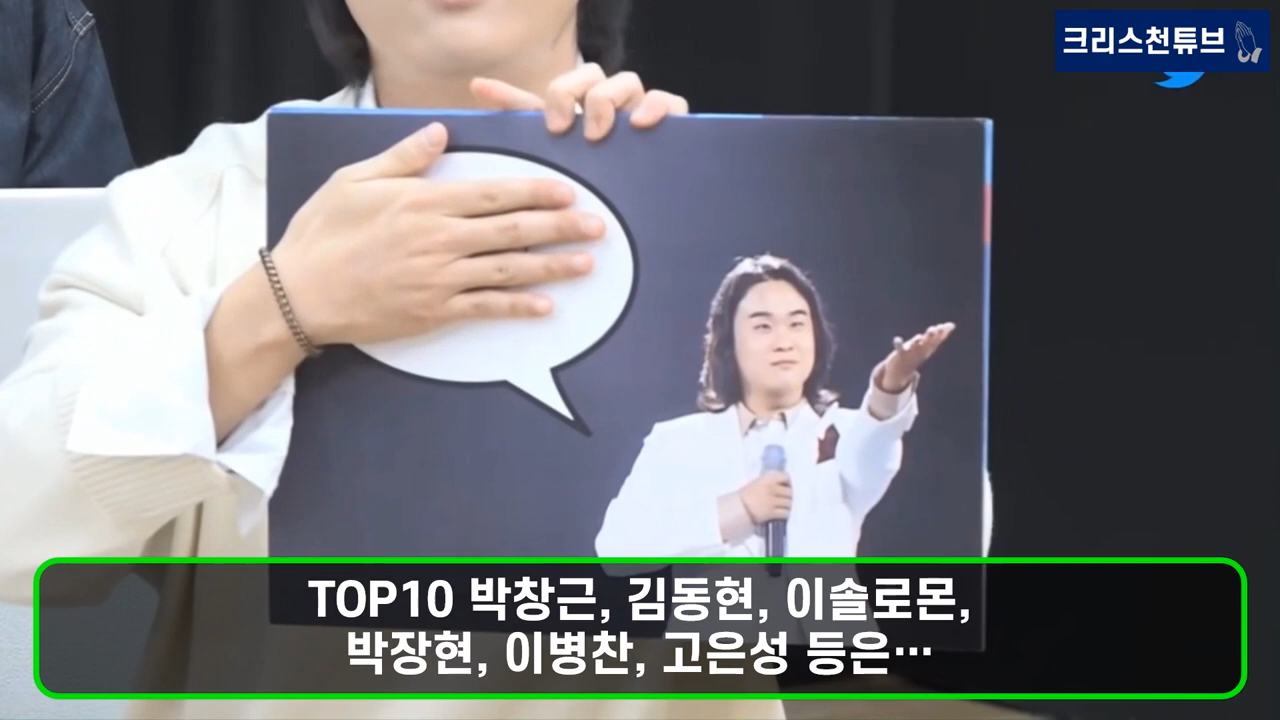 크리스천튜브
TOP10 박창근, 김동현, 이솔로몬,
박장현, 이병찬, 고은성 등은…